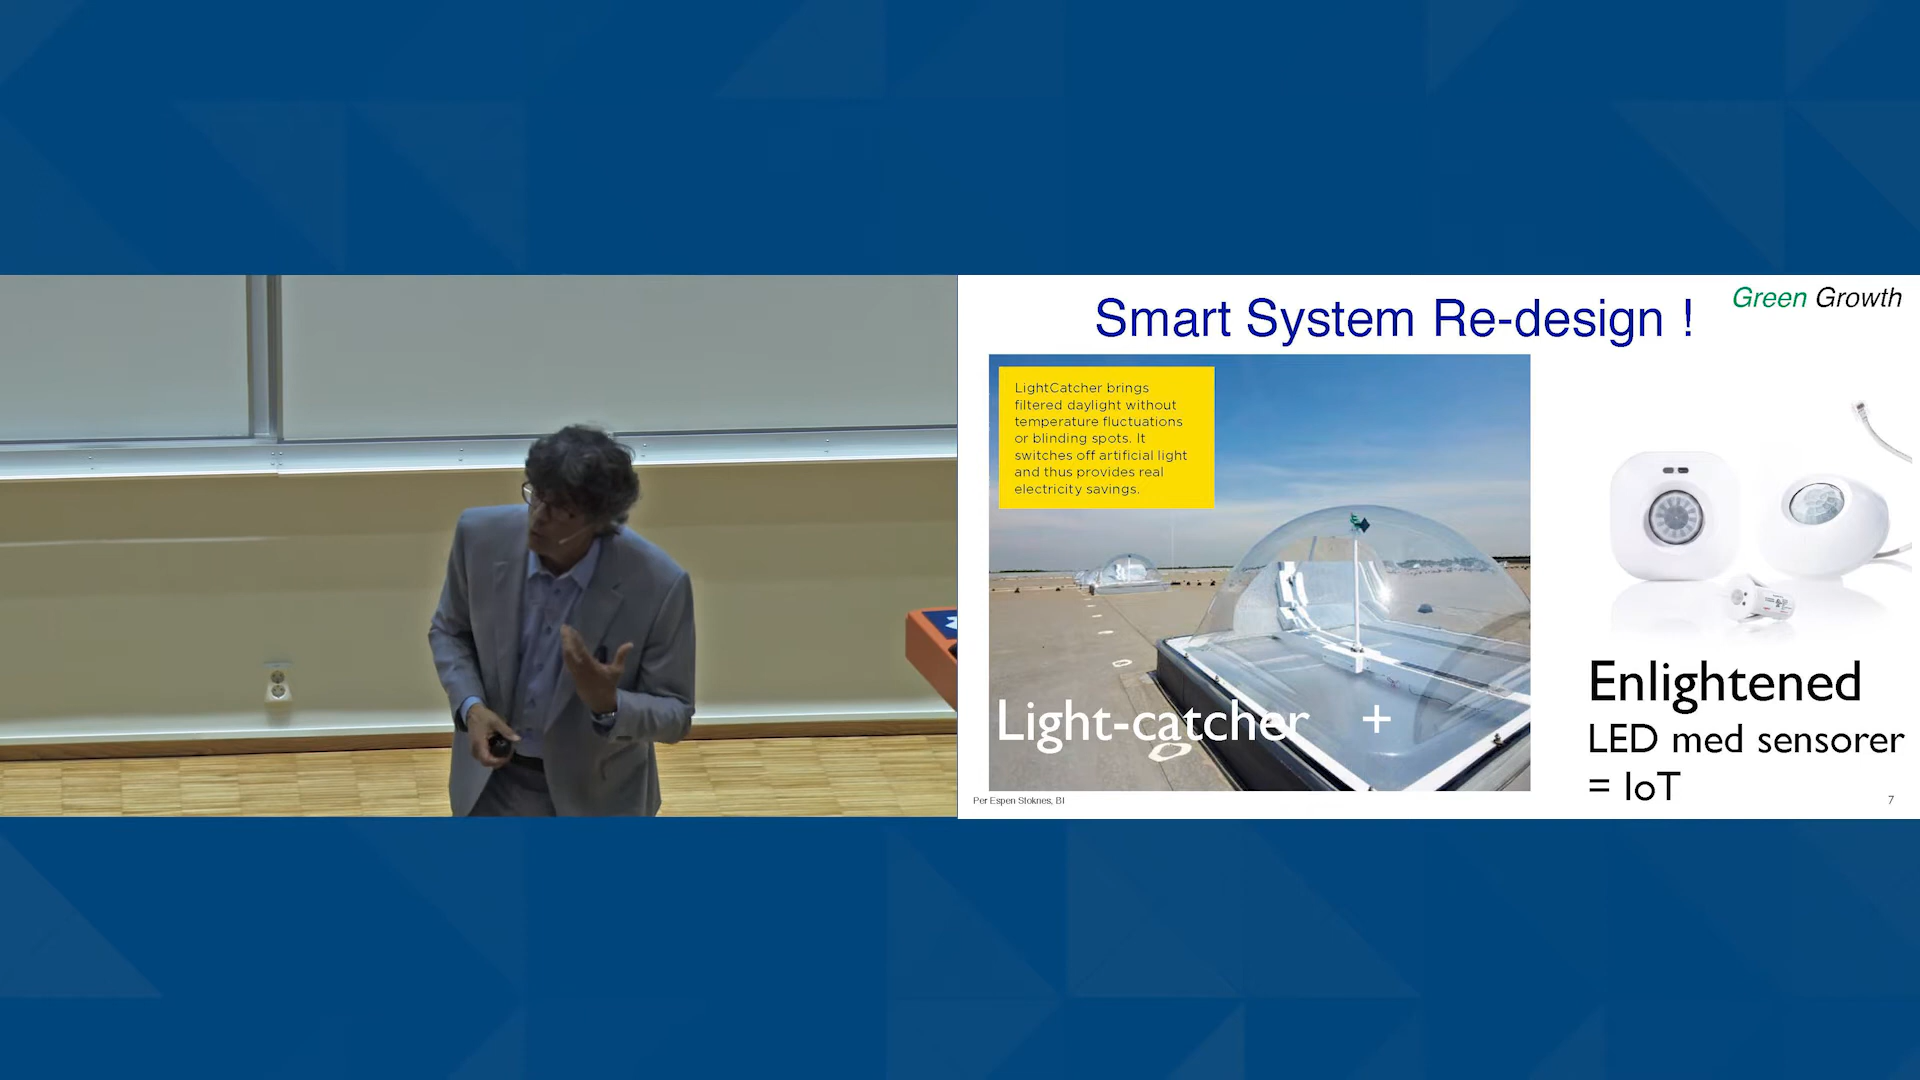 Smart System Re-design !
Green Growth
LightCatcher brings
filtered daylight without
temperature fluctuations
or blinding spots. It
switches off artificial light
and thus provides real
electricity savings.
Light-catcher +
Enlightened
LED med sensorer
= IoT
Per Espen Stoknes, BI
7